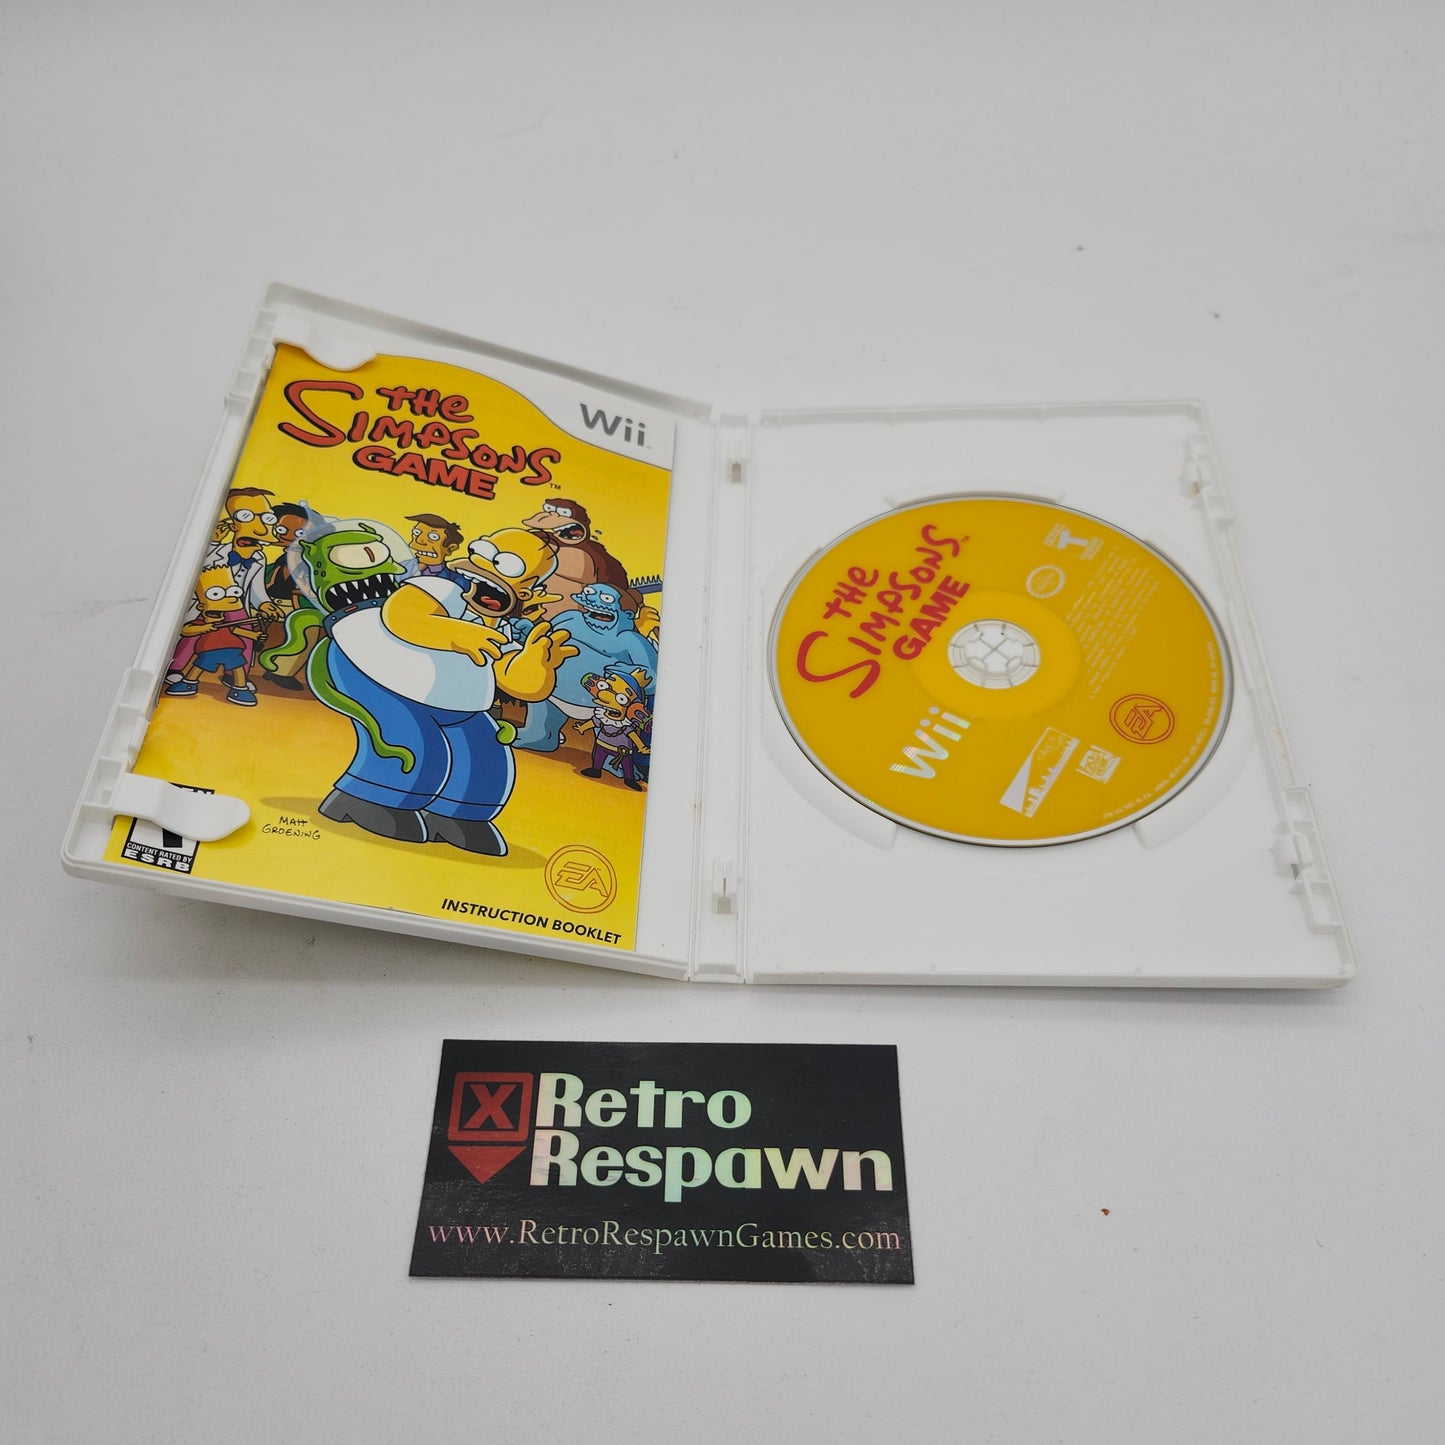 Wii
THE
SIMPSONS
GAME
TM
MATT
GROENING
CONTENT RATED BY
ESRB
EA
INSTRUCTION BOOKLET
THE
SIMPSONS
GAME
Wii
T
EA
X Retro
Respawn
www.RetroRespawnGames.com